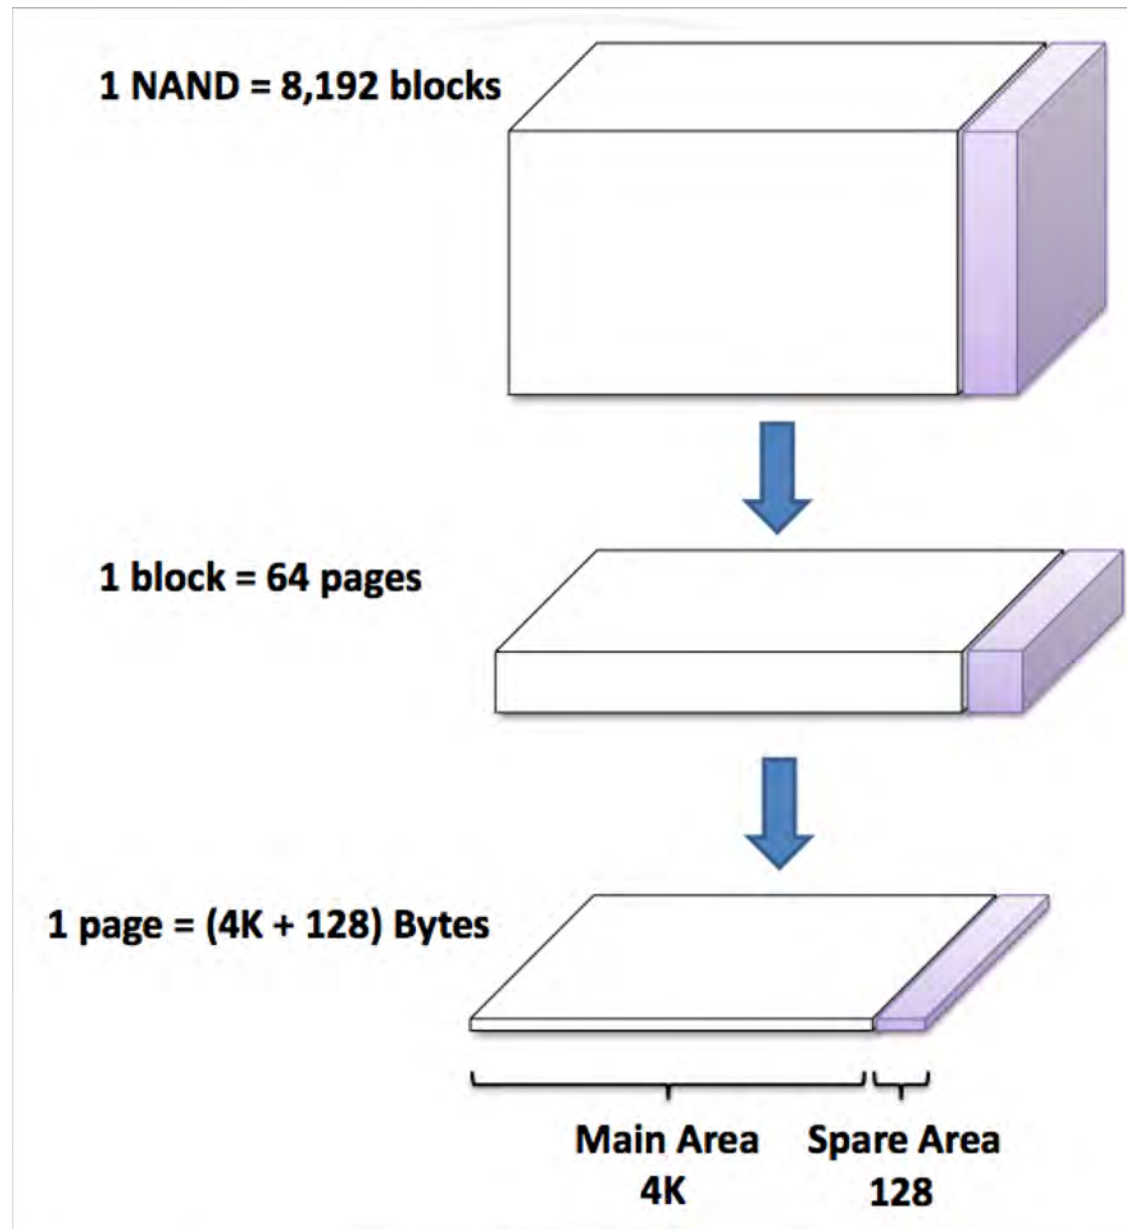 1 NAND = 8,192 blocks
1 block = 64 pages
1 page = (4K + 128) Bytes
Main Area
4K
Spare Area
128